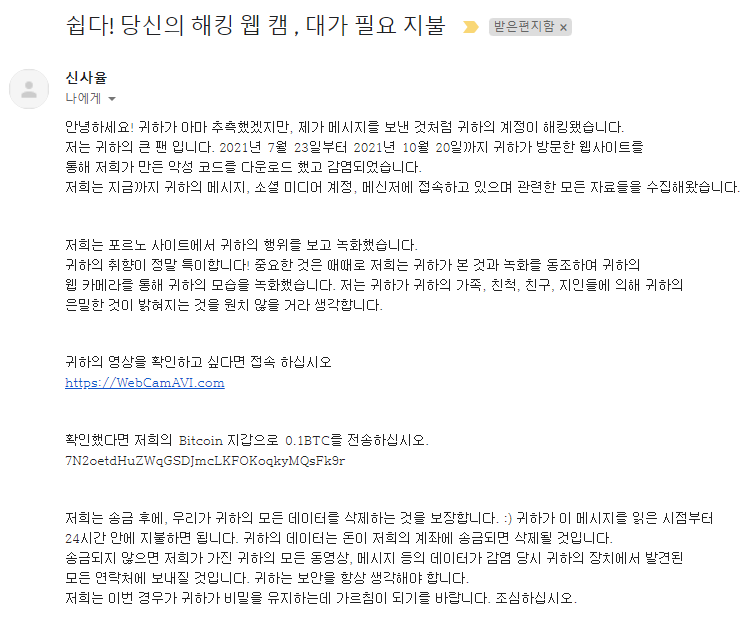 쉽다! 당신의 해킹 웹 캠 , 대가 필요 지불
받은편지함 ×
신사율
나에게
안녕하세요! 귀하가 아마 추측했겠지만, 제가 메시지를 보낸 것처럼 귀하의 계정이 해킹됐습니다.
저는 귀하의 큰 팬 입니다. 2021년 7월 23일부터 2021년 10월 20일까지 귀하가 방문한 웹사이트를
통해 저희가 만든 악성 코드를 다운로드 했고 감염되었습니다.
저희는 지금까지 귀하의 메시지, 소셜 미디어 계정, 메신저에 접속하고 있으며 관련한 모든 자료들을 수집해왔습니다.
저희는 포르노 사이트에서 귀하의 행위를 보고 녹화했습니다.
귀하의 취향이 정말 특이합니다! 중요한 것은 때때로 저희는 귀하가 본 것과 녹화를 동조하며 귀하의
웹 카메라를 통해 귀하의 모습을 녹화했습니다. 저는 귀하가 귀하의 가족, 친척, 친구, 지인들에 의해 귀하의
은밀한 것이 밝혀지는 것을 원치 않을 거라 생각합니다.
귀하의 영상을 확인하고 싶다면 접속 하십시오
https://WebCamAVI.com
확인했다면 저희의 Bitcoin 지갑으로 0.1BTC를 전송하십시오.
7N2oetdHuZWqGSDJmcLKFOKoqkyMQsFk9r
저희는 송금 후에, 우리가 귀하의 모든 데이터를 삭제하는 것을 보장합니다. :) 귀하가 이 메시지를 읽은 시점부터
24시간 안에 지불하면 됩니다. 귀하의 데이터는 돈이 저희의 계좌에 송금되면 삭제될 것입니다.
송금되지 않으면 저희가 가진 귀하의 모든 동영상, 메시지 등의 데이터가 감염 당시 귀하의 장치에서 발견된
모든 연락처에 보내질 것입니다. 귀하는 보안을 항상 생각해야 합니다.
저희는 이번 경우가 귀하가 비밀을 유지하는데 가르침이 되기를 바랍니다. 조심하십시오.